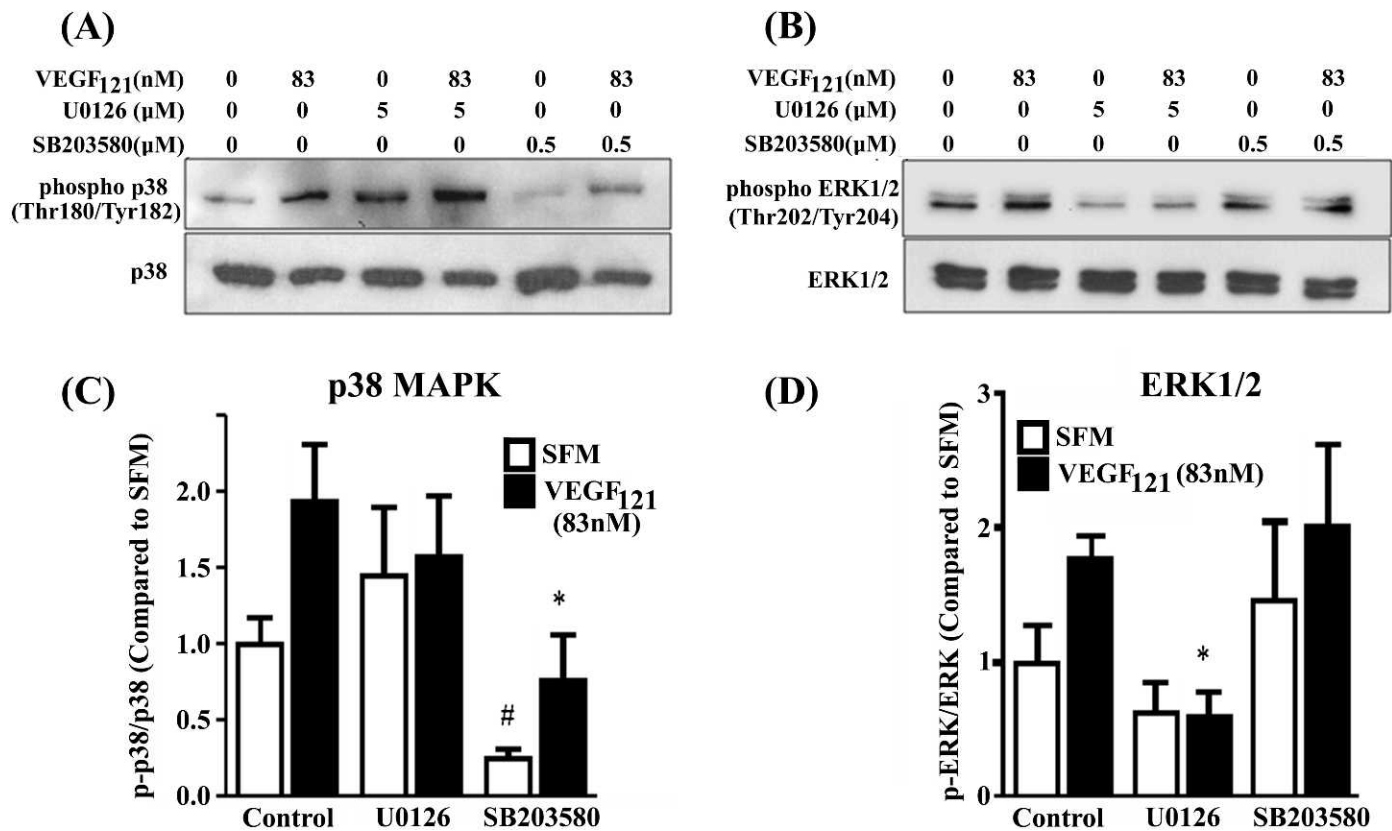 (A)
VEGF121(nM) 0 83 0 83 0 83
U0126 (μM) 0 0 5 5 0 0
SB203580(μM) 0 0 0 0 0.5 0.5
phospho p38
(Thr180/Tyr182)
p38
(B)
VEGF121(nM) 0 83 0 83 0 83
U0126 (μM) 0 0 5 5 0 0
SB203580(μM) 0 0 0 0 0.5 0.5
phospho ERK1/2
(Thr202/Tyr204)
ERK1/2
(C)
p38 MAPK
p-p38/p38 (Compared to SFM)
2.0
1.5
1.0
0.5
0.0
SFM
VEGF121
(83nM)
#
*
Control U0126 SB203580
(D)
ERK1/2
p-ERK/ERK (Compared to SFM)
3
2
1
0
SFM
VEGF121 (83nM)
*
Control U0126 SB203580